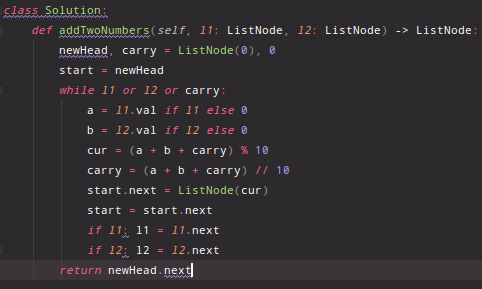 class Solution:
    def addTwoNumbers(self, l1: ListNode, l2: ListNode) -> ListNode:
        newHead, carry = ListNode(0), 0
        start = newHead
        while l1 or l2 or carry:
            a = l1.val if l1 else 0
            b = l2.val if l2 else 0
            cur = (a + b + carry) % 10
            carry = (a + b + carry) // 10
            start.next = ListNode(cur)
            start = start.next
            if l1: l1 = l1.next
            if l2: l2 = l2.next
        return newHead.next